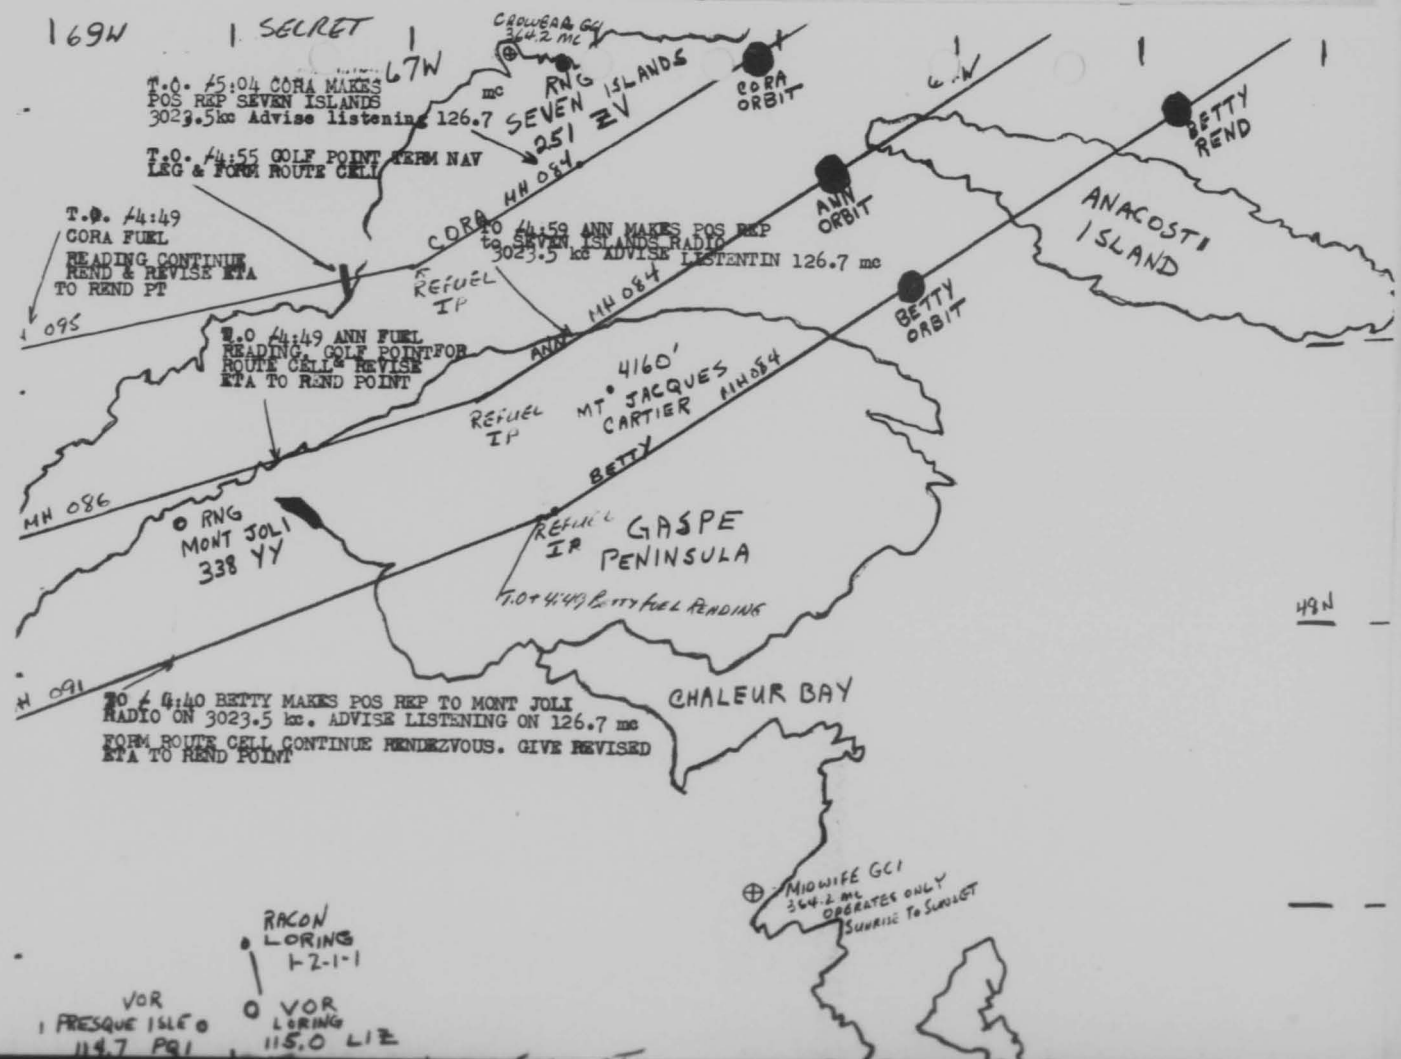 169W
SECRET
67W
CROWBAR GCI
364.2 MC
RNG
SEVEN ISLANDS
251 ZV
CORA
ORBIT
T.O. +5:04 CORA MAKES
POS REP SEVEN ISLANDS mc
3023.5kc Advise listening 126.7
T.O. +4:55 GOLF POINT TERM NAV
LEG & FORM ROUTE CELL
T.O. +4:49
CORA FUEL
READING CONTINUE
REND & REVISE ETA
TO REND PT
095
CORA
MH 084
REFUEL
IP
TO +4:59 ANN MAKES POS REP
to SEVEN ISLANDS RADIO
3023.5 kc ADVISE LISTENTIN 126.7 mc
ANN
ORBIT
BETTY
REND
ANACOSTI
ISLAND
BETTY
ORBIT
T.O +4:49 ANN FUEL
READING, GOLF POINTFOR
ROUTE CELL& REVISE
ETA TO REND POINT
ANN
MH 084
REFUEL
IP
4160'
MT JACQUES
CARTIER
BETTY
MH084
MH 086
RNG
MONT JOLI
338 YY
REFUEL
IP
GASPE
PENINSULA
T.O+4:49 BETTY FUEL READING
48N
H 091
TO + 4:40 BETTY MAKES POS REP TO MONT JOLI
RADIO ON 3023.5 kc. ADVISE LISTENING ON 126.7 mc
FORM ROUTE CELL CONTINUE RENDEZVOUS. GIVE REVISED
ETA TO REND POINT
CHALEUR BAY
MIDWIFE GCI
364.2 mc
OPERATES ONLY
SUNRISE TO SUNSET
RACON
LORING
1-2-1-1
VOR
PRESQUE ISLE
114.7 PQI
VOR
LORING
115.0 LIZ